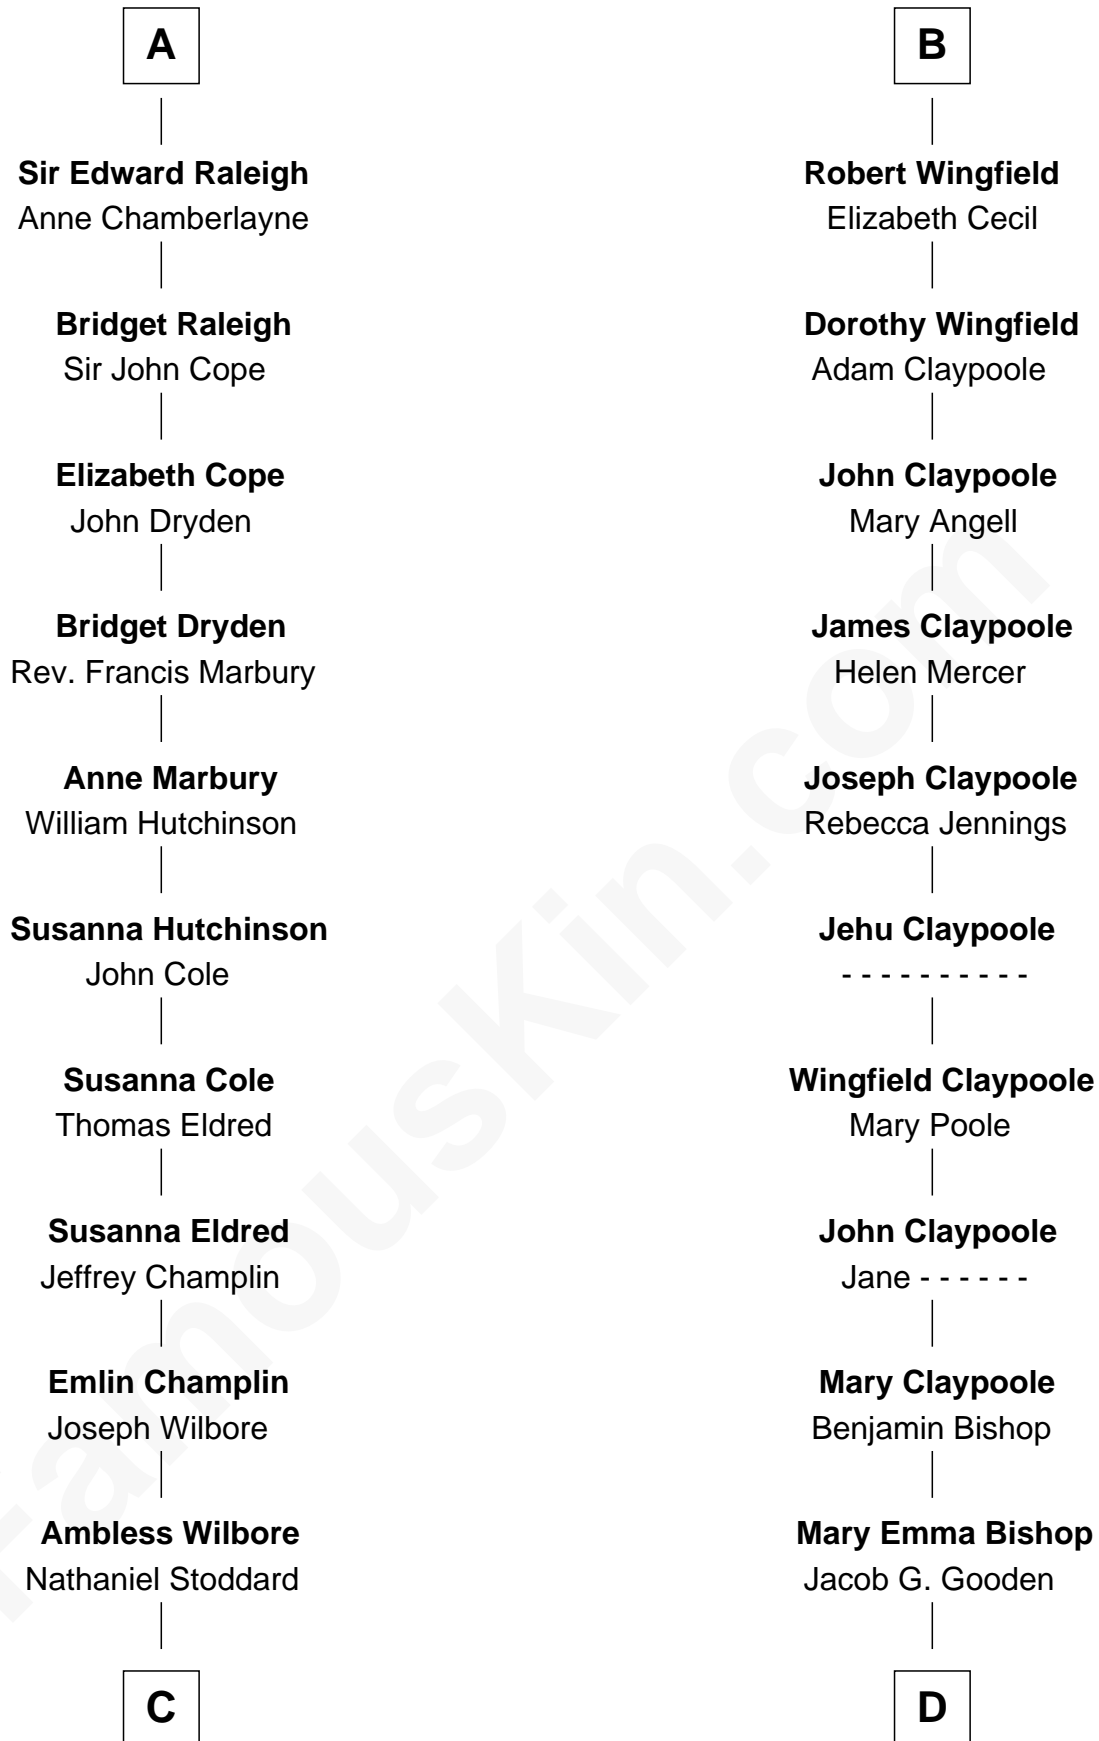 A
Sir Edward Raleigh
Anne Chamberlayne
Bridget Raleigh
Sir John Cope
Elizabeth Cope
John Dryden
Bridget Dryden
Rev. Francis Marbury
Anne Marbury
William Hutchinson
Susanna Hutchinson
John Cole
Susanna Cole
Thomas Eldred
Susanna Eldred
Jeffrey Champlin
Emlin Champlin
Joseph Wilbore
Ambless Wilbore
Nathaniel Stoddard
C
B
Robert Wingfield
Elizabeth Cecil
Dorothy Wingfield
Adam Claypoole
John Claypoole
Mary Angell
James Claypoole
Helen Mercer
Joseph Claypoole
Rebecca Jennings
Jehu Claypoole
- - - - - - - - - -
Wingfield Claypoole
Mary Poole
John Claypoole
Jane - - - - - -
Mary Claypoole
Benjamin Bishop
Mary Emma Bishop
Jacob G. Gooden
D
FamousKin.com